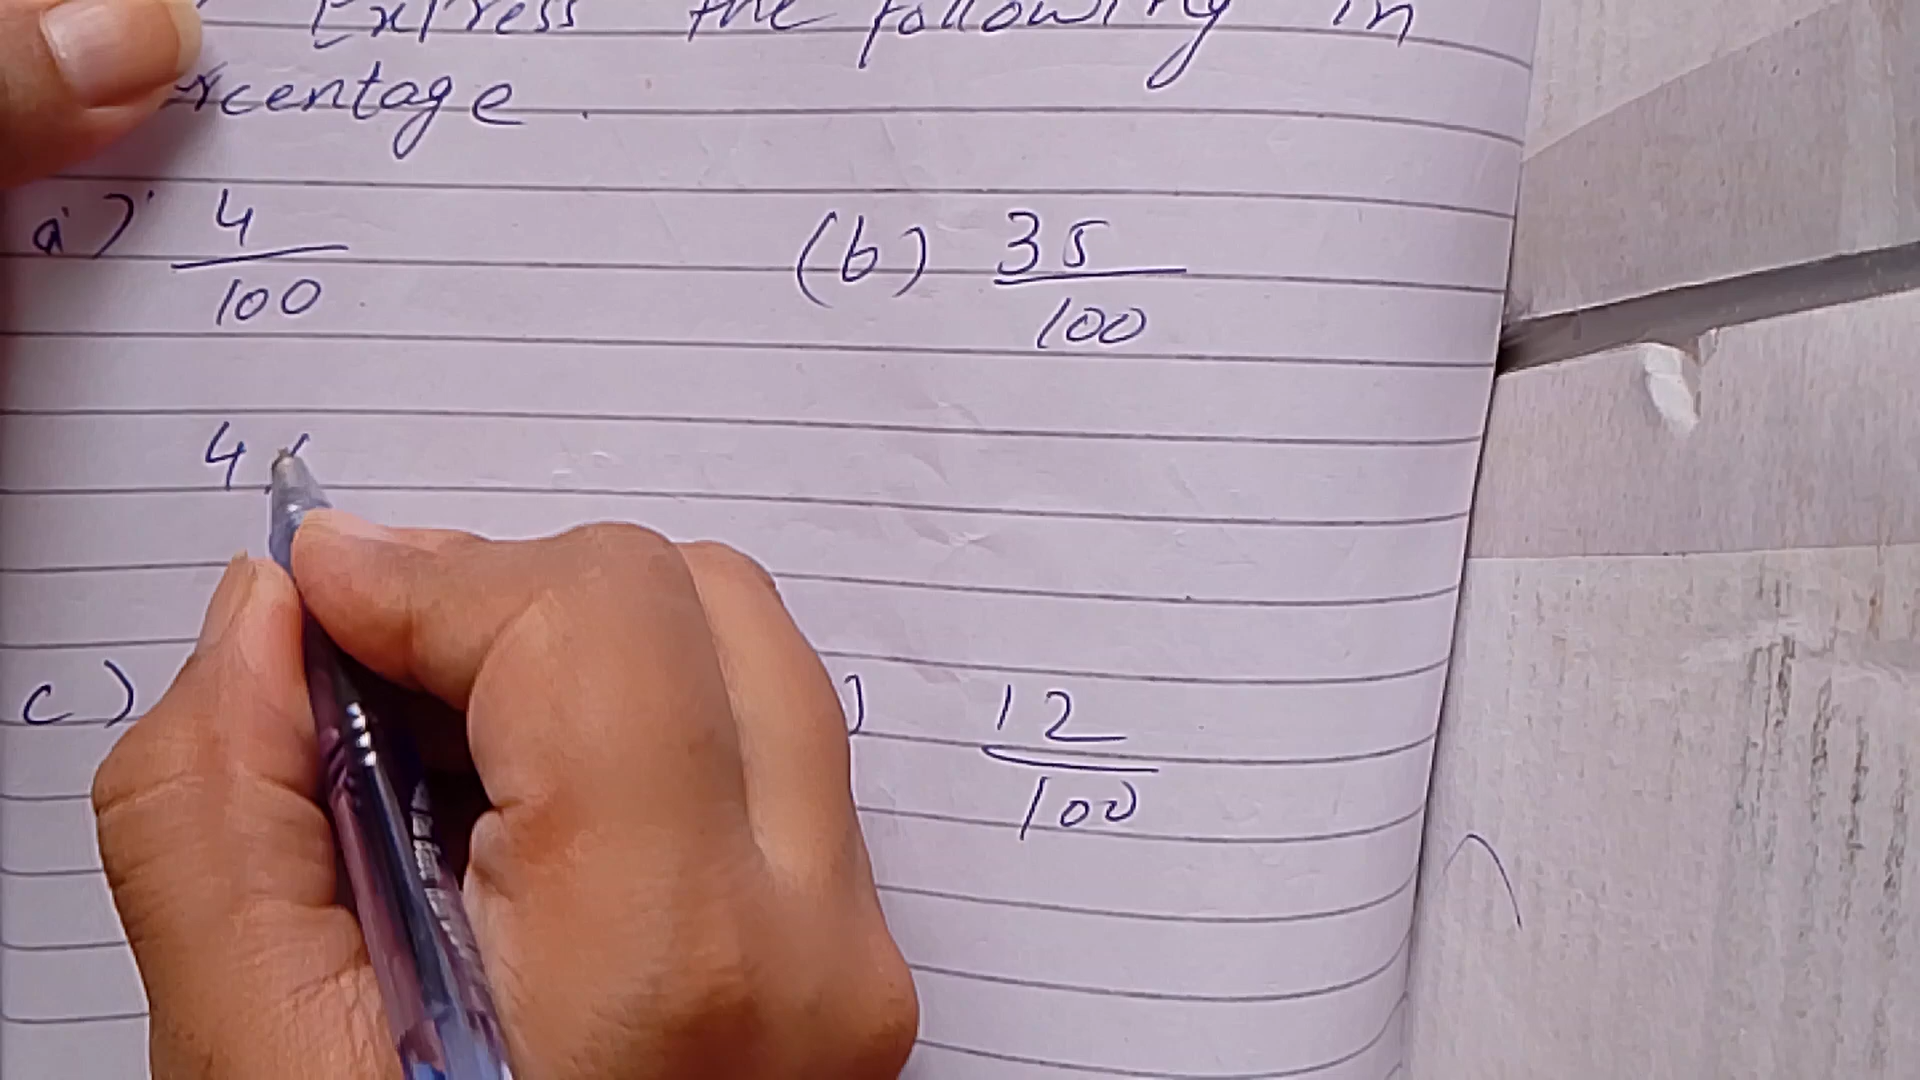 Express the following in
rcentage.
a) 4/100 (b) 35/100
4
c) ) 12/100